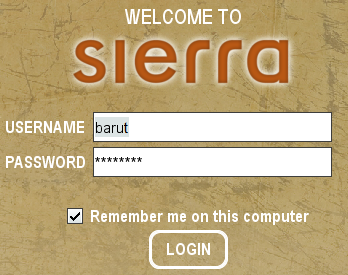 WELCOME TO
sierra
USERNAME barut
PASSWORD ********
Remember me on this computer
LOGIN